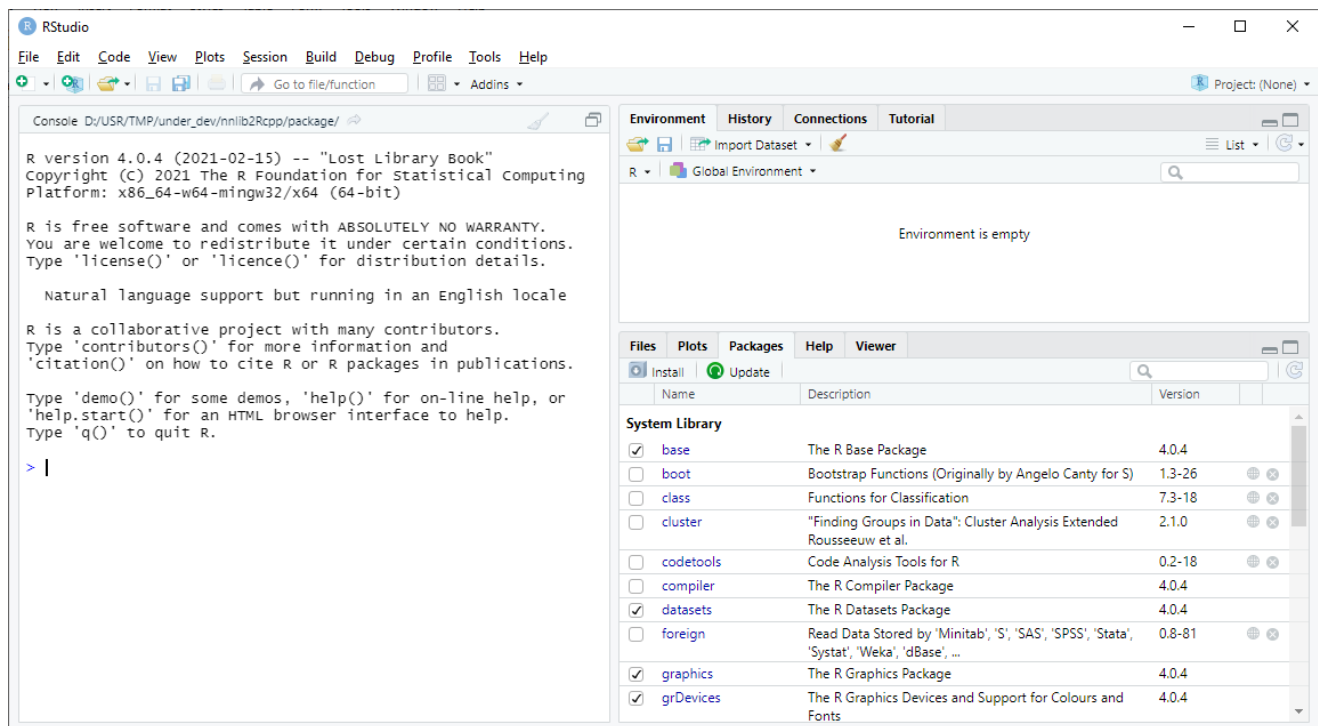 RStudio
File Edit Code View Plots Session Build Debug Profile Tools Help
Go to file/function Addins Project: (None)
Console D:/USR/TMP/under_dev/nnlib2Rcpp/package/
R version 4.0.4 (2021-02-15) -- "Lost Library Book"
Copyright (C) 2021 The R Foundation for Statistical Computing
Platform: x86_64-w64-mingw32/x64 (64-bit)
R is free software and comes with ABSOLUTELY NO WARRANTY.
You are welcome to redistribute it under certain conditions.
Type 'license()' or 'licence()' for distribution details.
Natural language support but running in an English locale
R is a collaborative project with many contributors.
Type 'contributors()' for more information and
'citation()' on how to cite R or R packages in publications.
Type 'demo()' for some demos, 'help()' for on-line help, or
'help.start()' for an HTML browser interface to help.
Type 'q()' to quit R.
>
Environment History Connections Tutorial
Import Dataset List
R Global Environment
Environment is empty
Files Plots Packages Help Viewer
Install Update
Name Description Version
System Library
base The R Base Package 4.0.4
boot Bootstrap Functions (Originally by Angelo Canty for S) 1.3-26
class Functions for Classification 7.3-18
cluster "Finding Groups in Data": Cluster Analysis Extended 2.1.0
Rousseeuw et al.
codetools Code Analysis Tools for R 0.2-18
compiler The R Compiler Package 4.0.4
datasets The R Datasets Package 4.0.4
foreign Read Data Stored by 'Minitab', 'S', 'SAS', 'SPSS', 'Stata', 0.8-81
'Systat', 'Weka', 'dBase', ...
graphics The R Graphics Package 4.0.4
grDevices The R Graphics Devices and Support for Colours and 4.0.4
Fonts